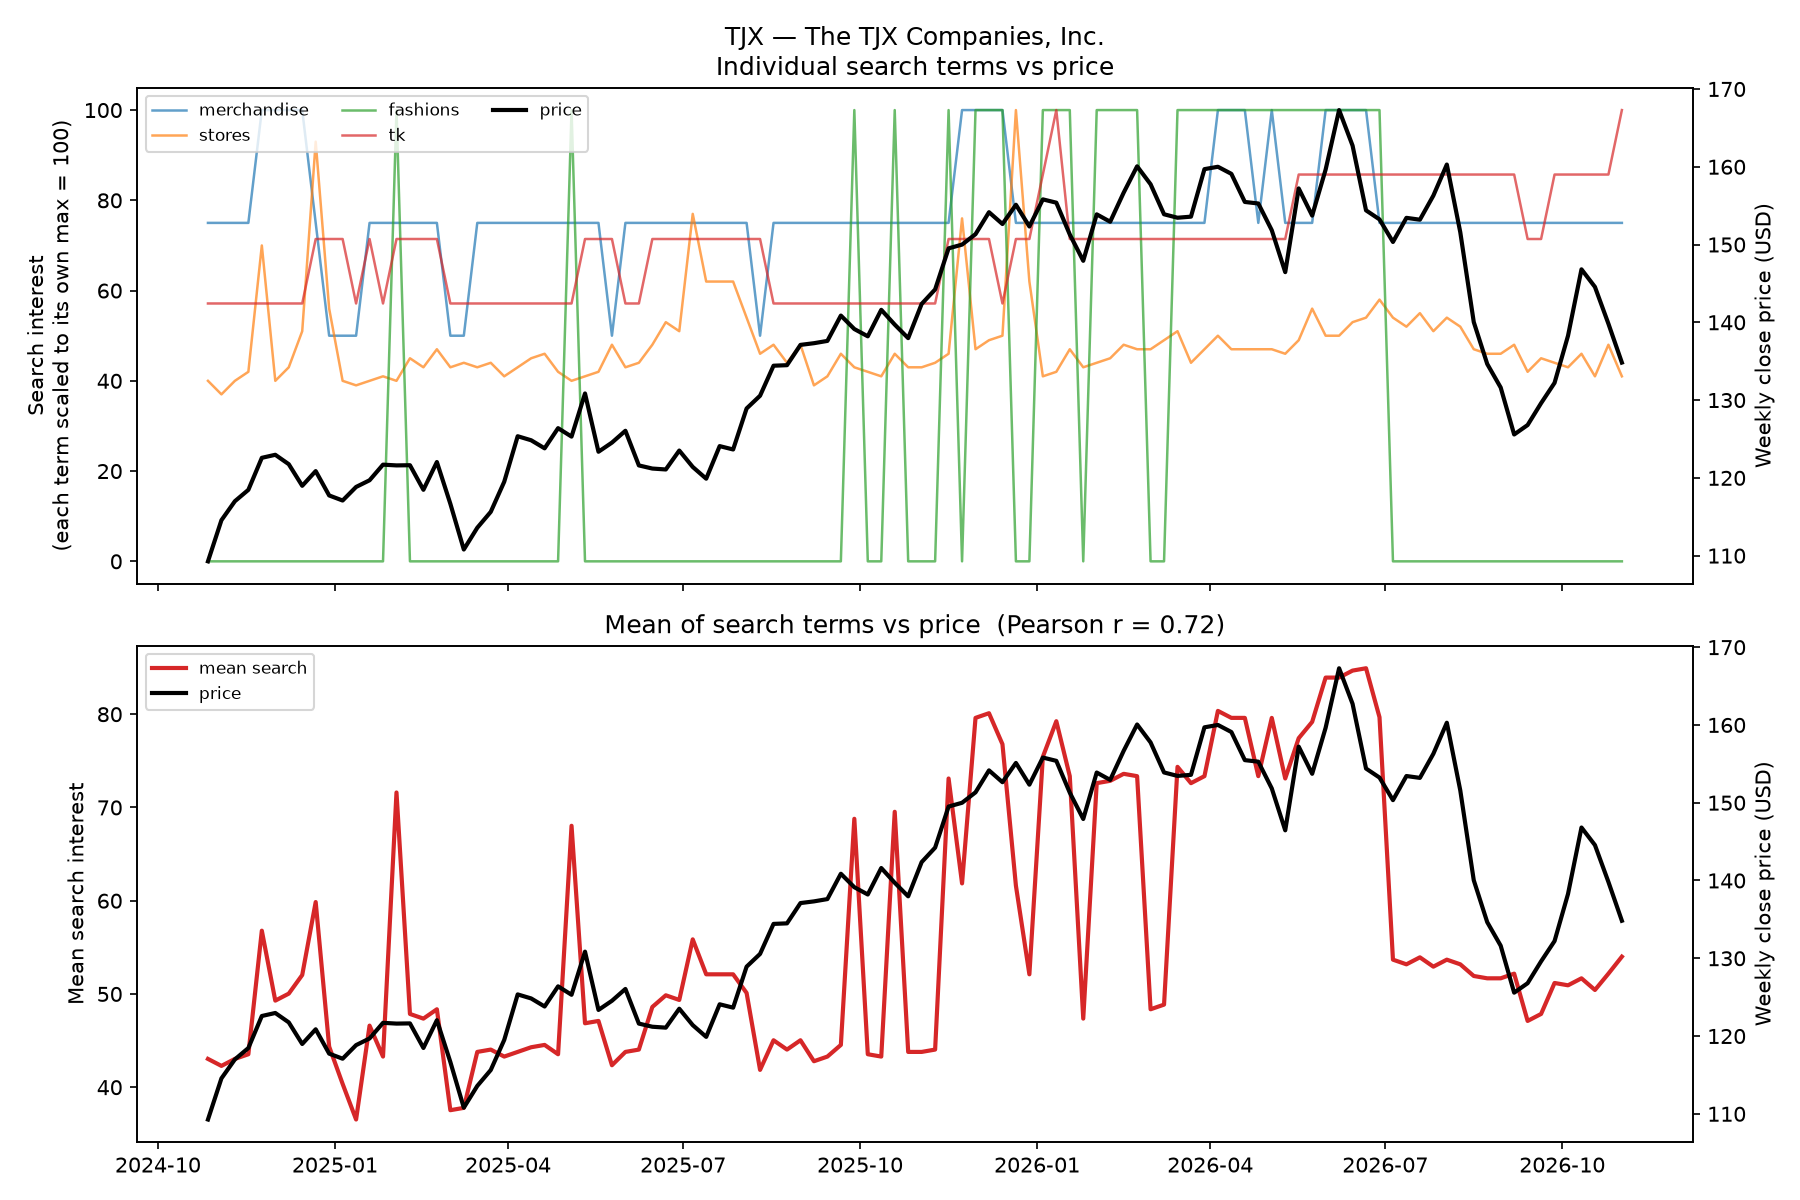 TJX — The TJX Companies, Inc.
Individual search terms vs price
merchandise
stores
fashions
tk
price
Search interest
(each term scaled to its own max = 100)
100
80
60
40
20
0
170
160
150
140
130
120
110
Weekly close price (USD)
Mean of search terms vs price (Pearson r = 0.72)
mean search
price
Mean search interest
80
70
60
50
40
170
160
150
140
130
120
110
Weekly close price (USD)
2024-10
2025-01
2025-04
2025-07
2025-10
2026-01
2026-04
2026-07
2026-10